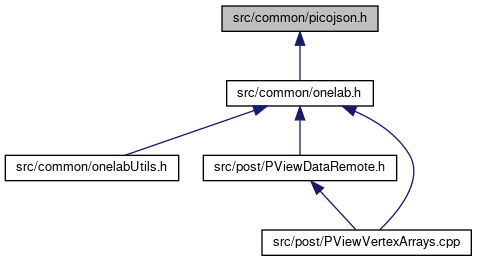 src/common/picojson.h
src/common/onelab.h
src/common/onelabUtils.h
src/post/PViewDataRemote.h
src/post/PViewVertexArrays.cpp